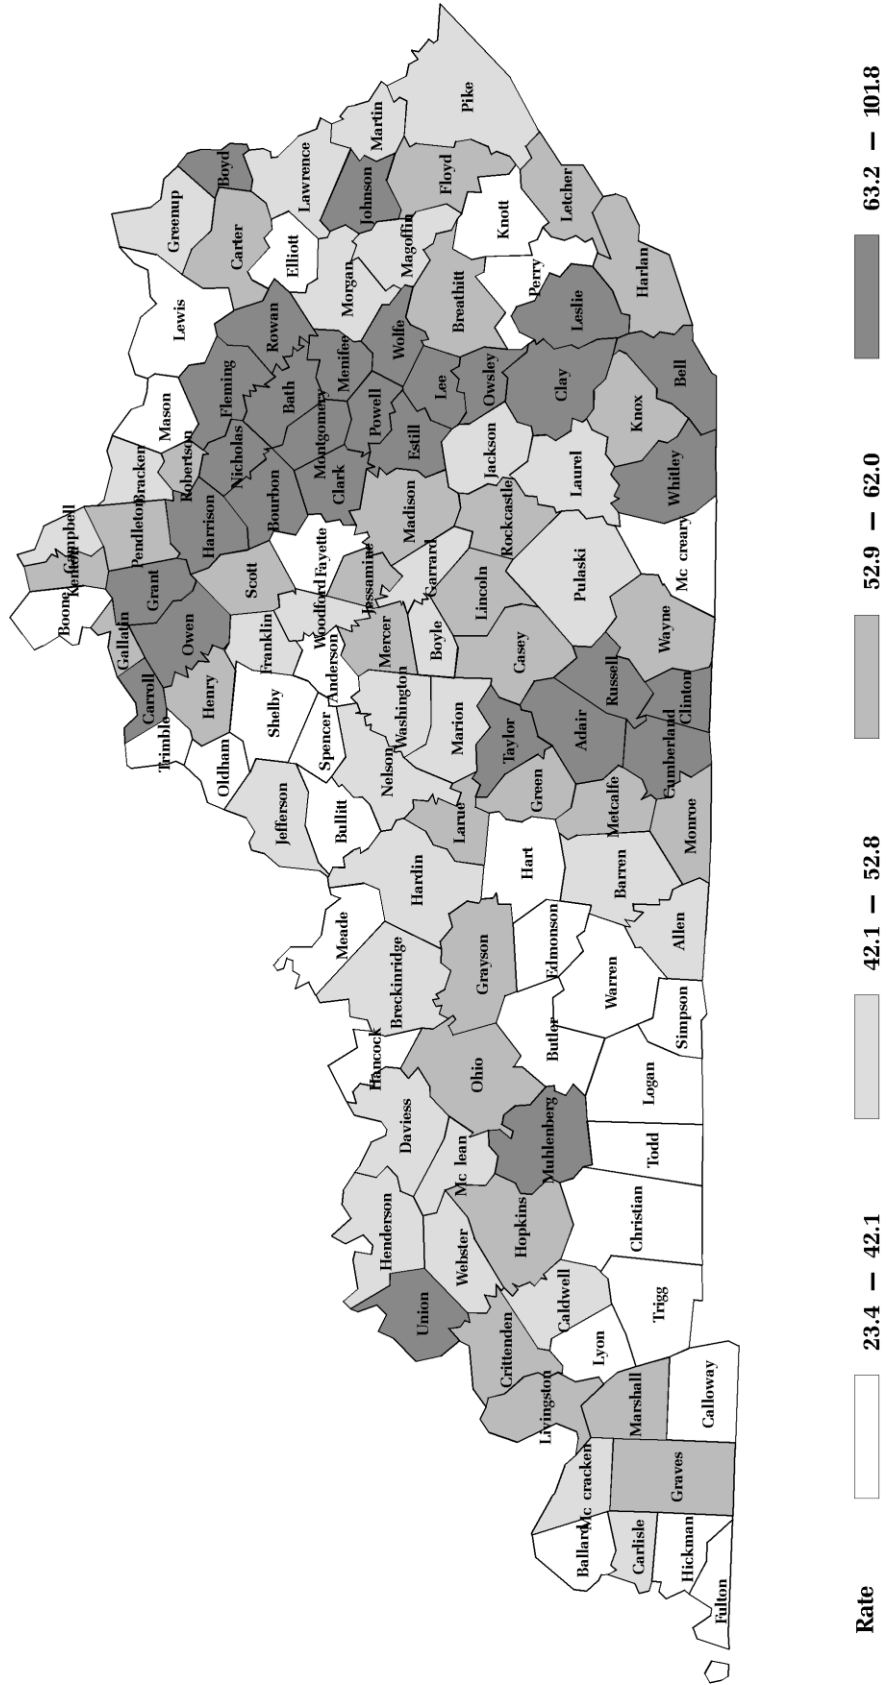 Boone
Campbell
Kenton
Gallatin
Pendleton
Bracken
Carroll
Grant
Trimble
Mason
Greenup
Lewis
Owen
Robertson
Henry
Harrison
Oldham
Boyd
Fleming
Nicholas
Carter
Scott
Franklin
Shelby
Bourbon
Rowan
Jefferson
Bath
Elliott
Lawrence
Woodford
Fayette
Montgomery
Spencer
Anderson
Clark
Bullitt
Meade
Menifee
Morgan
Johnson
Jessamine
Hancock
Powell
Martin
Henderson
Mercer
Nelson
Breckinridge
Wolfe
Washington
Daviess
Magoffin
Madison
Estill
Hardin
Union
Garrard
Boyle
Lee
Floyd
Marion
Larue
Breathitt
Mc lean
Webster
Pike
Ohio
Lincoln
Grayson
Owsley
Jackson
Knott
Crittenden
Rockcastle
Taylor
Hopkins
Casey
Hart
Perry
Green
Livingston
Muhlenberg
Edmonson
Butler
Clay
Caldwell
Letcher
Laurel
Leslie
Pulaski
Adair
Ballard
Mc cracken
Lyon
Warren
Russell
Metcalfe
Barren
Christian
Carlisle
Marshall
Knox
Harlan
Logan
Todd
Trigg
Wayne
Cumberland
Whitley
Graves
Allen
Bell
Simpson
Mc creary
Clinton
Hickman
Monroe
Calloway
Fulton
Rate 23.4 – 42.1 42.1 – 52.8 52.9 – 62.0 63.2 – 101.8